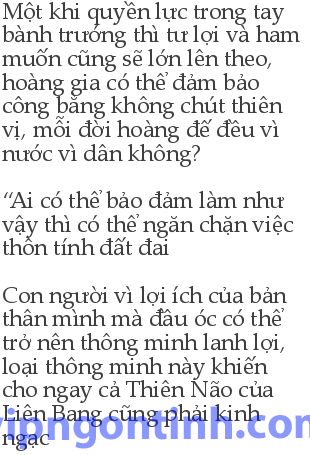 Một khi quyền lực trong tay
bành trướng thì tư lợi và ham
muốn cũng sẽ lớn lên theo,
hoàng gia có thể đảm bảo
công bằng không chút thiên
vị, mỗi đời hoàng đế đều vì
nước vì dân không?
“Ai có thể bảo đảm làm như
vậy thì có thể ngăn chặn việc
thôn tính đất đai
Con người vì lợi ích của bản
thân mình mà đầu óc có thể
trở nên thông minh lanh lợi,
loại thông minh này khiến
cho ngay cả Thiên Não của
Liên Bang cũng phải kinh
ngạc
vipngontinh.com